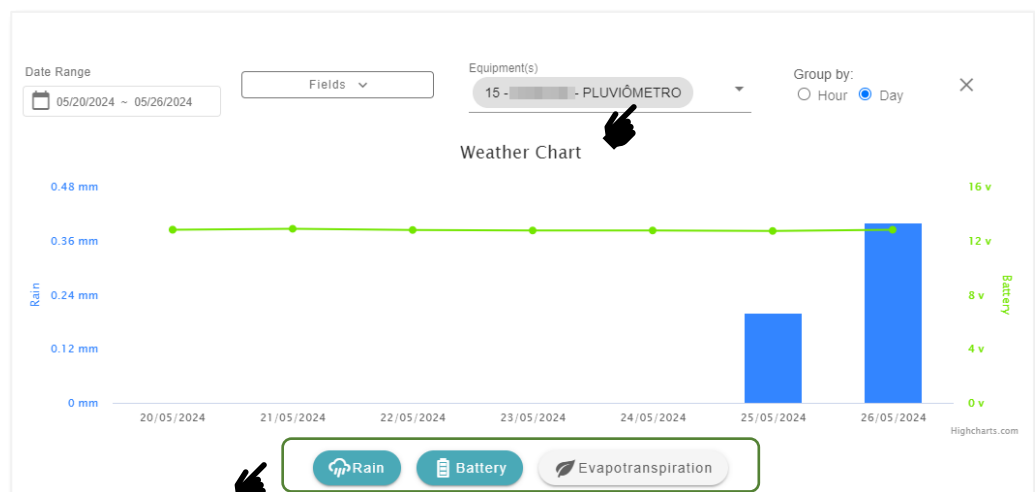 Date Range
05/20/2024 ~ 05/26/2024
Fields
Equipment(s)
15 - - PLUVIÔMETRO
Group by:
Hour Day
Weather Chart
0.48 mm
0.36 mm
0.24 mm
0.12 mm
0 mm
Rain
16 v
12 v
8 v
4 v
0 v
Battery
20/05/2024 21/05/2024 22/05/2024 23/05/2024 24/05/2024 25/05/2024 26/05/2024
Highcharts.com
Rain Battery Evapotranspiration